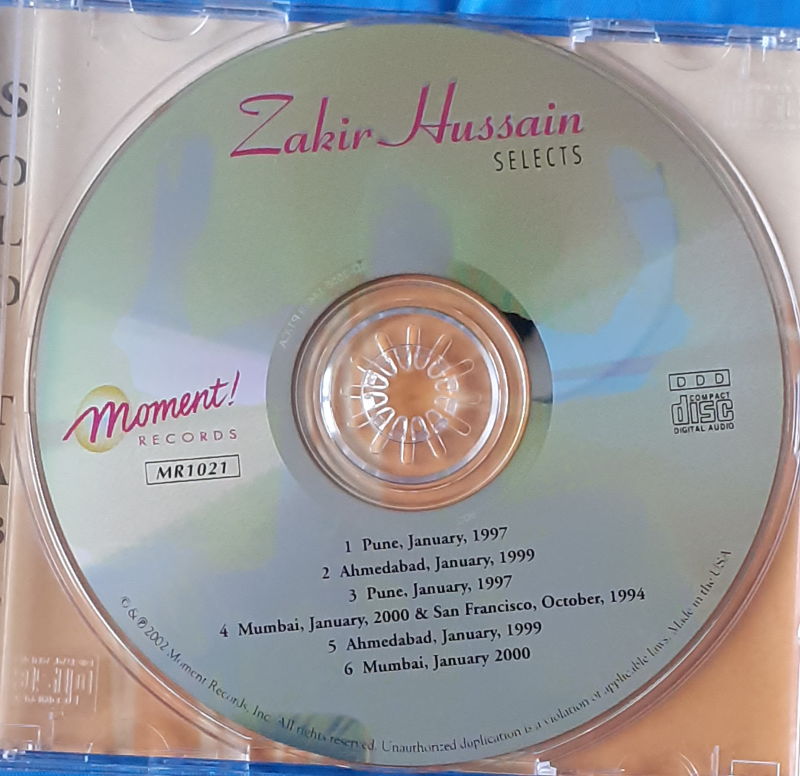 Zakir Hussain
SELECTS
S
O
L
O
T
A
B
moment!
RECORDS
MR1021
D D D
COMPACT
disc
DIGITAL AUDIO
1 Pune, January, 1997
2 Ahmedabad, January, 1999
3 Pune, January, 1997
4 Mumbai, January, 2000 & San Francisco, October, 1994
5 Ahmedabad, January, 1999
6 Mumbai, January 2000
© & ℗ 2002 Moment Records, Inc. All rights reserved. Unauthorized duplication is a violation of applicable laws. Made in the USA